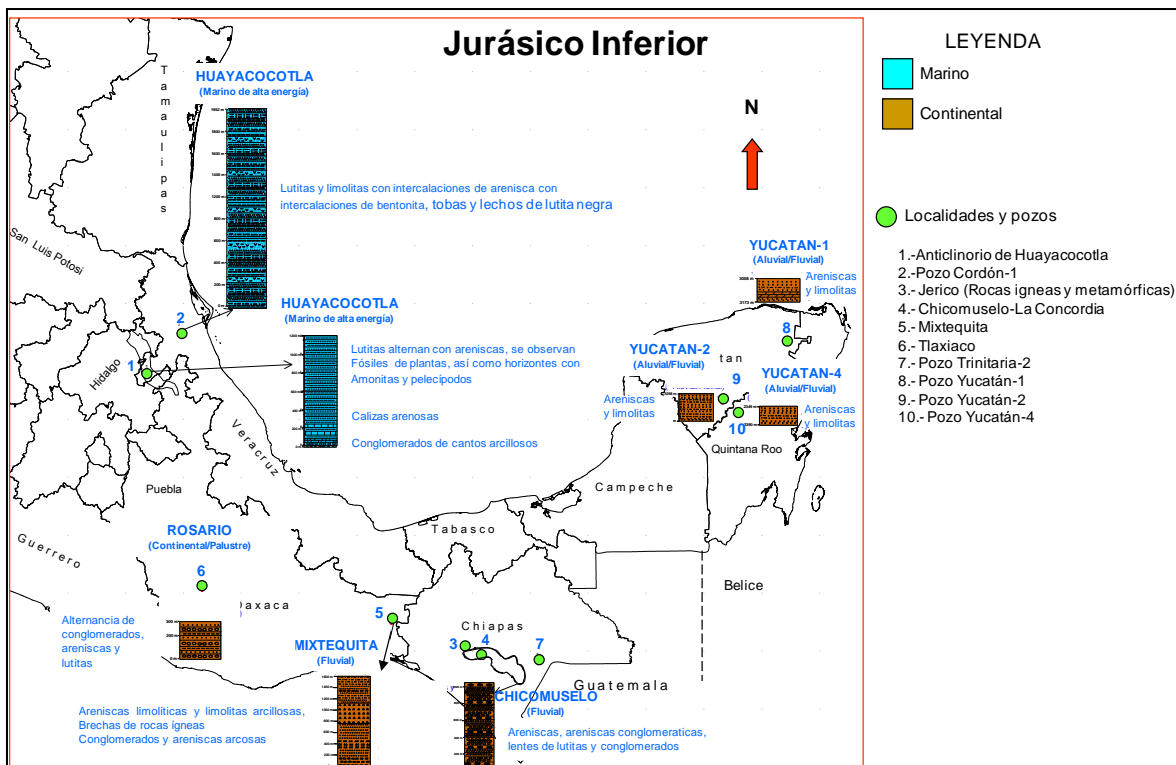 Jurásico Inferior
LEYENDA
Marino
Continental
Localidades y pozos
1.-Anticlinorio de Huayacocotla
2.-Pozo Cordón-1
3.-Jerico (Rocas igneas y metamórficas)
4.-Chicomuselo-La Concordia
5.-Mixtequita
6.-Tlaxiaco
7.-Pozo Trinitaria-2
8.-Pozo Yucatán-1
9.-Pozo Yucatán-2
10.-Pozo Yucatán-4
N
Tamaulipas
HUAYACOCOTLA
(Marino de alta energía)
Lutitas y limolitas con intercalaciones de arenisca con
intercalaciones de bentonita, tobas y lechos de lutita negra
San Luis Potosi
HUAYACOCOTLA
(Marino de alta energía)
Lutitas alternan con areniscas, se observan
Fósiles de plantas, así como horizontes con
Amonitas y pelecípodos
Calizas arenosas
Conglomerados de cantos arcillosos
2
1
Hidalgo
Veracruz
Puebla
Guerrero
YUCATAN-1
(Aluvial/Fluvial)
Areniscas
y limolitas
8
tan
YUCATAN-2
(Aluvial/Fluvial)
Areniscas
y limolitas
9
YUCATAN-4
(Aluvial/Fluvial)
Areniscas
y limolitas
10
Quintana Roo
Campeche
Tabasco
Belice
ROSARIO
(Continental/Palustre)
6
axaca
Alternancia de
conglomerados,
areniscas y
lutitas
5
Chiapas
3
4
7
Guatemala
MIXTEQUITA
(Fluvial)
Areniscas limolíticas y limolitas arcillosas,
Brechas de rocas ígneas
Conglomerados y areniscas arcosas
CHICOMUSELO
(Fluvial)
Areniscas, areniscas conglomeraticas,
lentes de lutitas y conglomerados